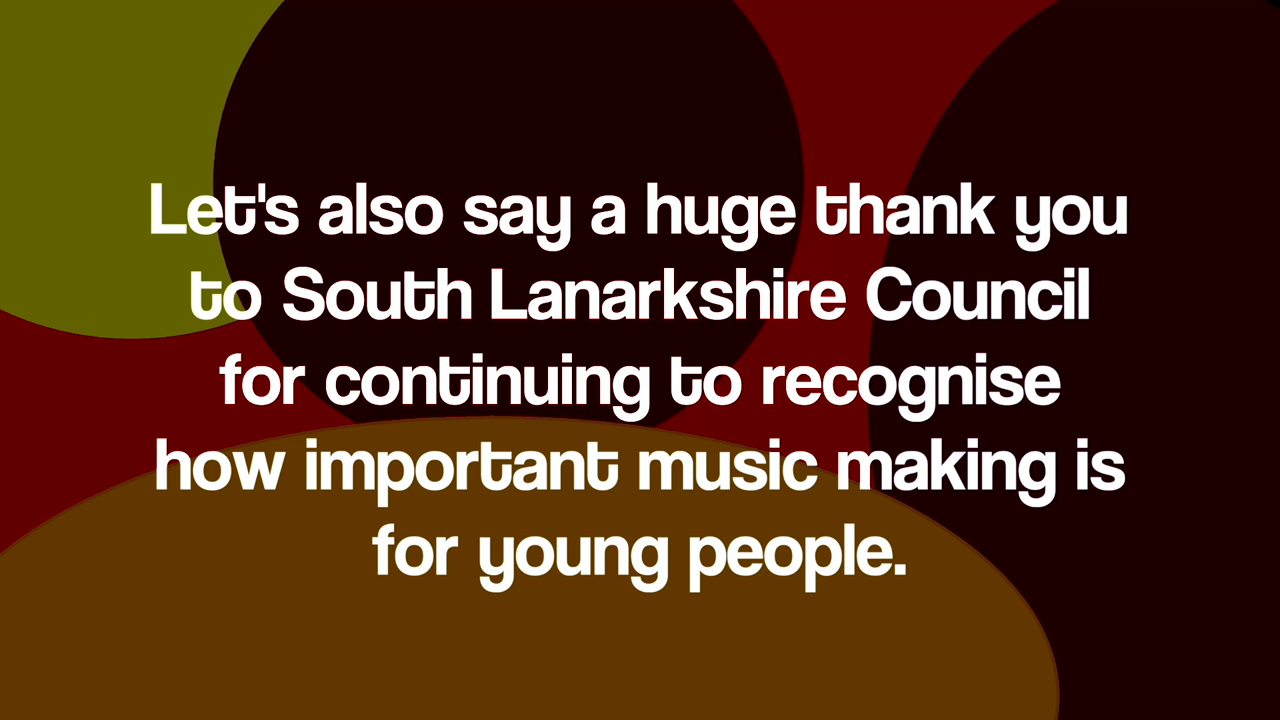 Let's also say a huge thank you
to South Lanarkshire Council
for continuing to recognise
how important music making is
for young people.